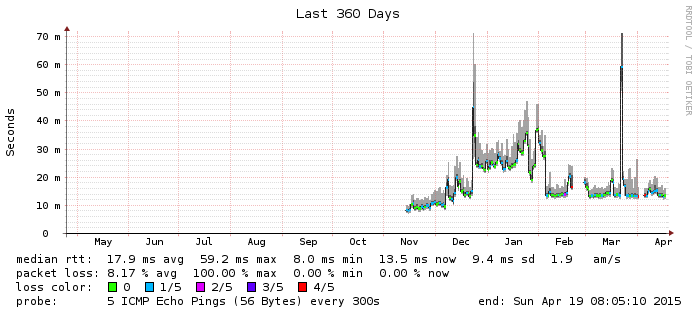 Last 360 Days
RRDTOOL / TOBI OETIKER
Seconds
70 m
60 m
50 m
40 m
30 m
20 m
10 m
0
May Jun Jul Aug Sep Oct Nov Dec Jan Feb Mar Apr
median rtt: 17.9 ms avg 59.2 ms max 8.0 ms min 13.5 ms now 9.4 ms sd 1.9 am/s
packet loss: 8.17 % avg 100.00 % max 0.00 % min 0.00 % now
loss color: 0 1/5 2/5 3/5 4/5
probe: 5 ICMP Echo Pings (56 Bytes) every 300s end: Sun Apr 19 08:05:10 2015